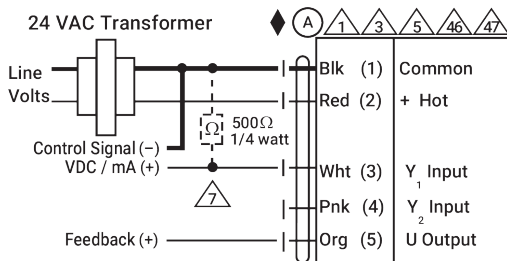 24 VAC Transformer
A 1 3 5 46 47
Line
Volts
Blk (1) Common
Red (2) + Hot
Ω 500Ω
1/4 watt
Control Signal (−)
VDC / mA (+)
Wht (3) Y1 Input
7
Pnk (4) Y2 Input
Feedback (+)
Org (5) U Output